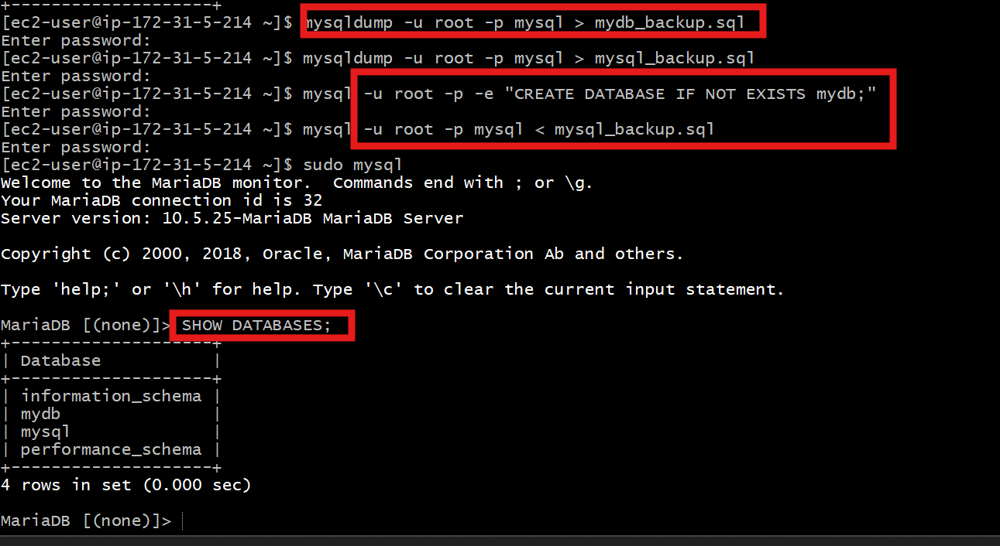 +--------------------+
[ec2-user@ip-172-31-5-214 ~]$ mysqldump -u root -p mysql > mydb_backup.sql
Enter password:
[ec2-user@ip-172-31-5-214 ~]$ mysqldump -u root -p mysql > mysql_backup.sql
Enter password:
[ec2-user@ip-172-31-5-214 ~]$ mysql -u root -p -e "CREATE DATABASE IF NOT EXISTS mydb;"
Enter password:
[ec2-user@ip-172-31-5-214 ~]$ mysql -u root -p mysql < mysql_backup.sql
Enter password:
[ec2-user@ip-172-31-5-214 ~]$ sudo mysql
Welcome to the MariaDB monitor.  Commands end with ; or \g.
Your MariaDB connection id is 32
Server version: 10.5.25-MariaDB MariaDB Server
Copyright (c) 2000, 2018, Oracle, MariaDB Corporation Ab and others.
Type 'help;' or '\h' for help. Type '\c' to clear the current input statement.
MariaDB [(none)]> SHOW DATABASES;
+--------------------+
| Database           |
+--------------------+
| information_schema |
| mydb               |
| mysql              |
| performance_schema |
+--------------------+
4 rows in set (0.000 sec)
MariaDB [(none)]>